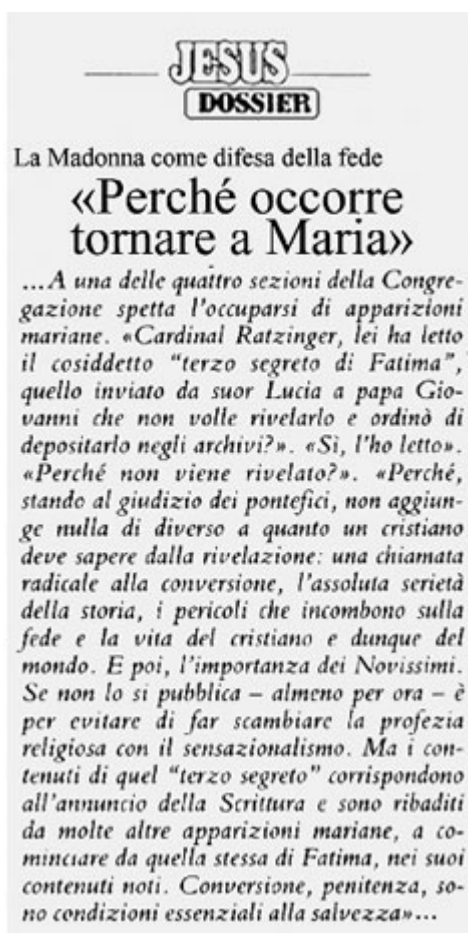 JESUS
DOSSIER
La Madonna come difesa della fede
«Perché occorre
tornare a Maria»
...A una delle quattro sezioni della Congre-
gazione spetta l'occuparsi di apparizioni
mariane. «Cardinal Ratzinger, lei ha letto
il cosiddetto "terzo segreto di Fatima",
quello inviato da suor Lucia a papa Gio-
vanni che non volle rivelarlo e ordinò di
depositarlo negli archivi?». «Sì, l'ho letto».
«Perché non viene rivelato?». «Perché,
stando al giudizio dei pontefici, non aggiun-
ge nulla di diverso a quanto un cristiano
deve sapere dalla rivelazione: una chiamata
radicale alla conversione, l'assoluta serietà
della storia, i pericoli che incombono sulla
fede e la vita del cristiano e dunque del
mondo. E poi, l'importanza dei Novissimi.
Se non lo si pubblica – almeno per ora – è
per evitare di far scambiare la profezia
religiosa con il sensazionalismo. Ma i con-
tenuti di quel "terzo segreto" corrispondono
all'annuncio della Scrittura e sono ribaditi
da molte altre apparizioni mariane, a co-
minciare da quella stessa di Fatima, nei suoi
contenuti noti. Conversione, penitenza, so-
no condizioni essenziali alla salvezza»...